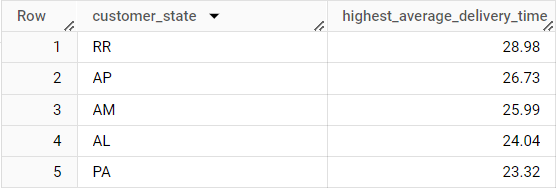 Row customer_state highest_average_delivery_time
1 RR 28.98
2 AP 26.73
3 AM 25.99
4 AL 24.04
5 PA 23.32